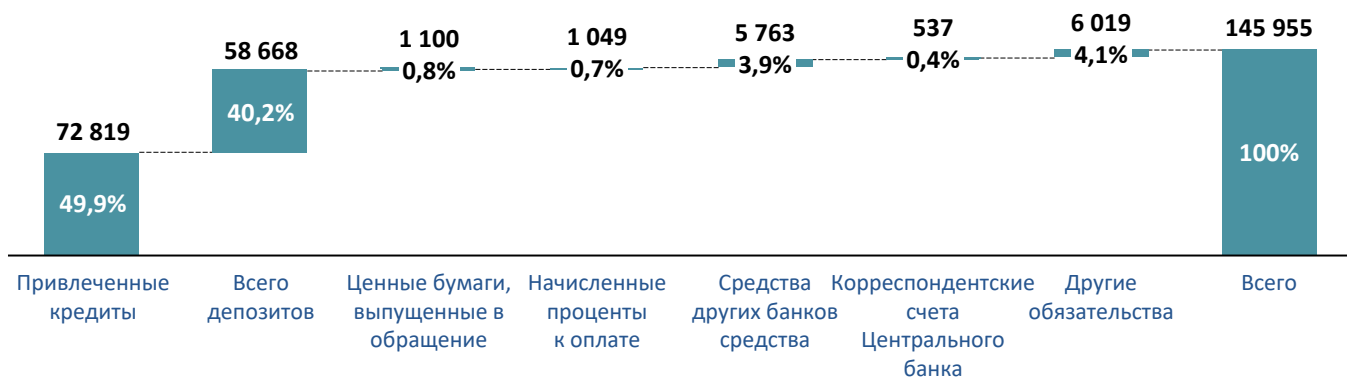 72 819
49,9%
58 668
40,2%
1 100
0,8%
1 049
0,7%
5 763
3,9%
537
0,4%
6 019
4,1%
145 955
100%
Привлеченные
кредиты
Всего
депозитов
Ценные бумаги,
выпущенные в
обращение
Начисленные
проценты
к оплате
Средства
других банков
средства
Корреспондентские
счета
Центрального
банка
Другие
обязательства
Всего